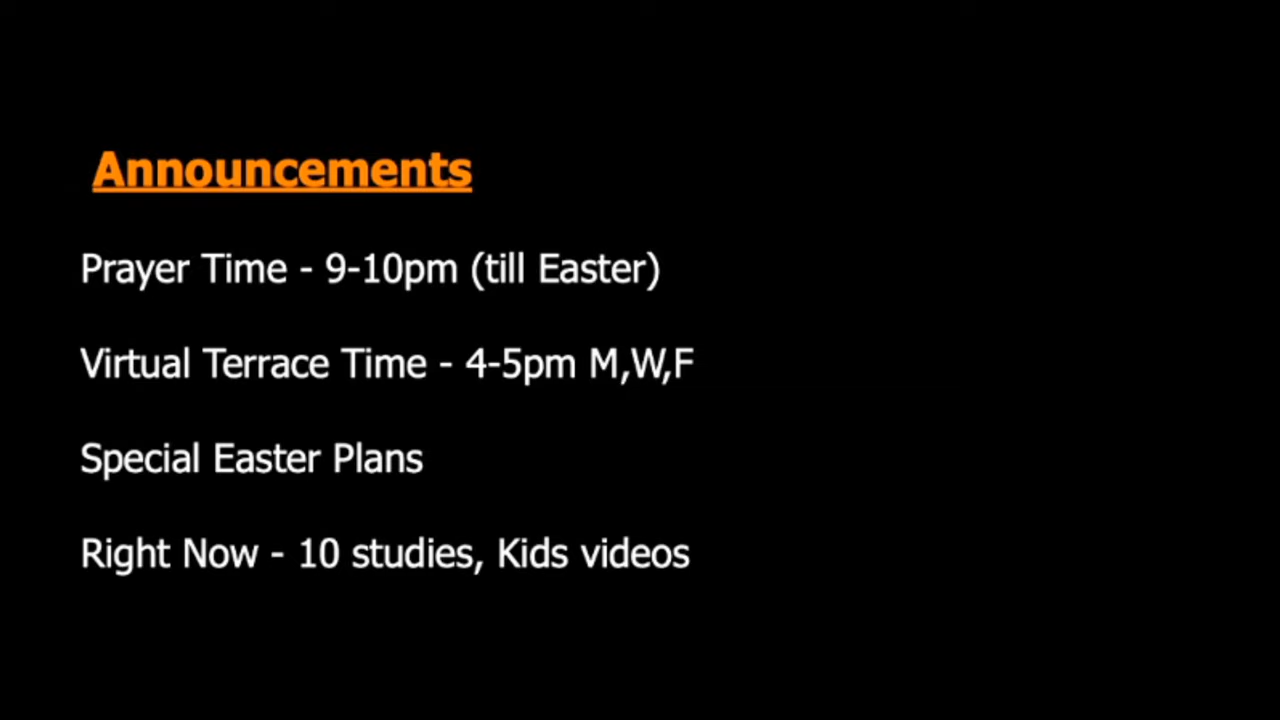 Announcements
Prayer Time - 9-10pm (till Easter)
Virtual Terrace Time - 4-5pm M,W,F
Special Easter Plans
Right Now - 10 studies, Kids videos